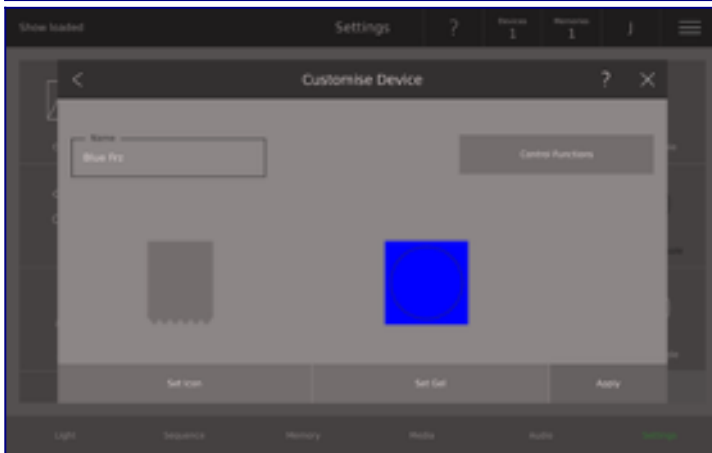 Show loaded
Settings
?
Devices
1
Memories
1
<
Customise Device
?
Name
Blue Frz
Control Functions
Set Icon
Set Gel
Apply
Light
Sequence
Memory
Media
Audio
Settings